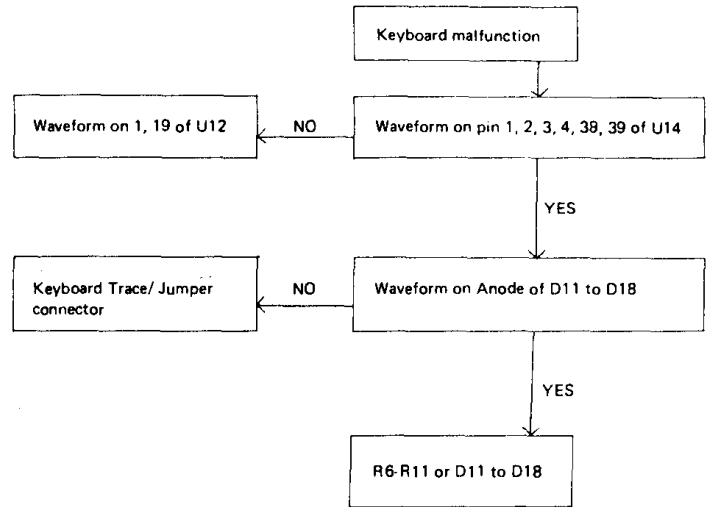 Keyboard malfunction
Waveform on 1, 19 of U12
NO
Waveform on pin 1, 2, 3, 4, 38, 39 of U14
YES
Keyboard Trace/ Jumper
connector
NO
Waveform on Anode of D11 to D18
YES
R6-R11 or D11 to D18